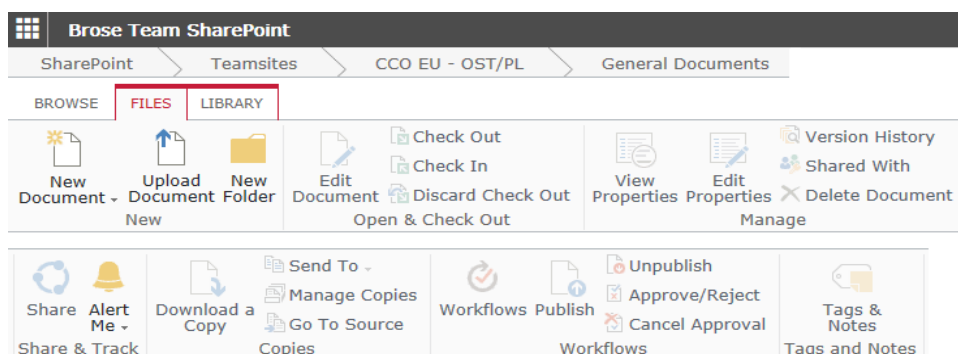 Brose Team SharePoint
SharePoint Teamsites CCO EU - OST/PL General Documents
BROWSE FILES LIBRARY
New Document
Upload Document
New Folder
New
Edit Document
Check Out
Check In
Discard Check Out
Open & Check Out
View Properties
Edit Properties
Version History
Shared With
Delete Document
Manage
Share
Alert Me
Share & Track
Download a Copy
Send To
Manage Copies
Go To Source
Copies
Workflows
Publish
Unpublish
Approve/Reject
Cancel Approval
Workflows
Tags & Notes
Tags and Notes